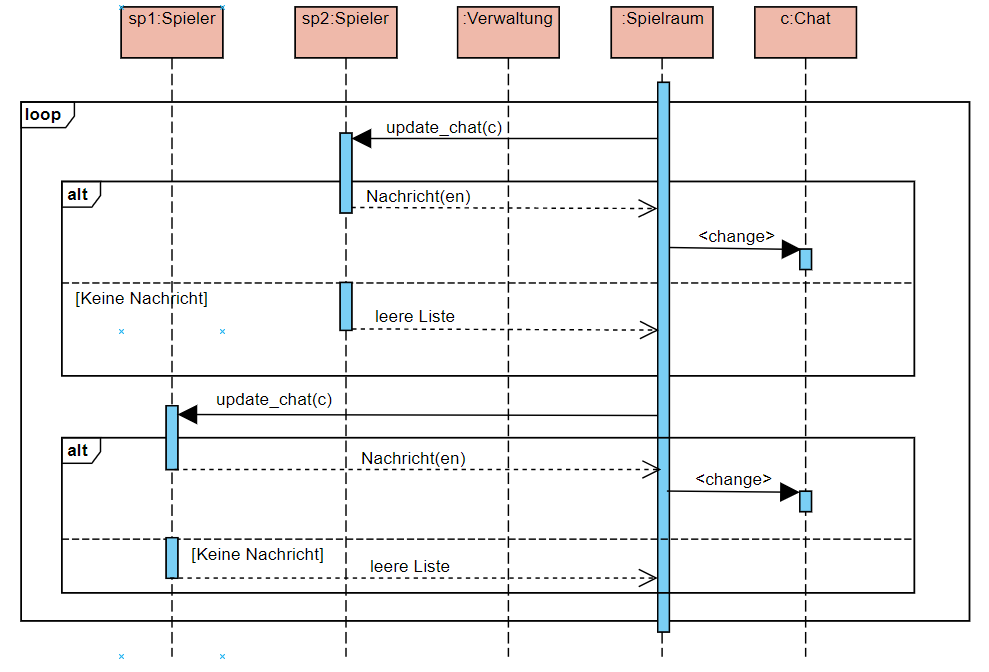 sp1:Spieler
sp2:Spieler
:Verwaltung
:Spielraum
c:Chat
loop
update_chat(c)
alt
Nachricht(en)
<change>
[Keine Nachricht]
leere Liste
update_chat(c)
alt
Nachricht(en)
<change>
[Keine Nachricht]
leere Liste